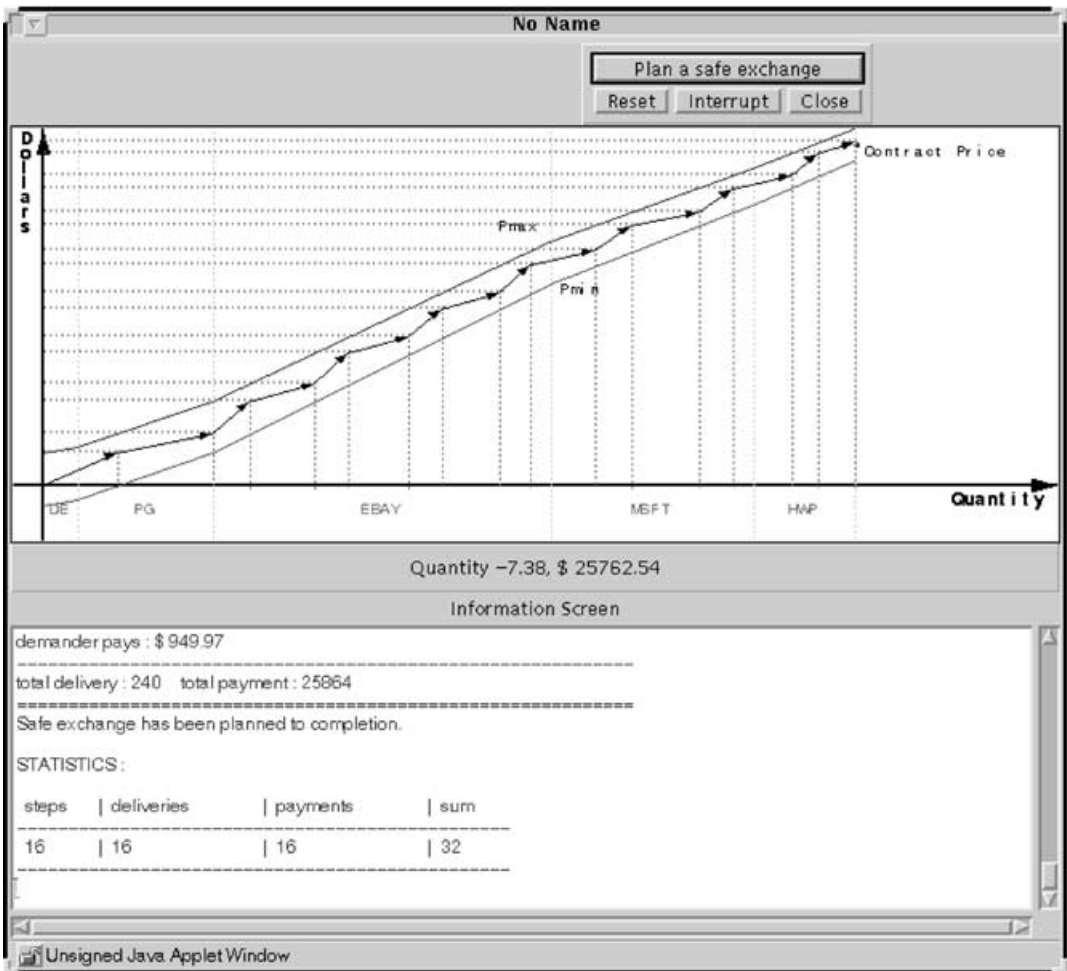 No Name
Plan a safe exchange
Reset Interrupt Close
Dollars
Contract Price
Pmax
Pmin
Quantity
DE PG EBAY MSFT HWP
Quantity -7.38, $ 25762.54
Information Screen
demander pays : $ 949.97
------------------------------------------------------------
total delivery : 240 total payment : 25864
============================================================
Safe exchange has been planned to completion.
STATISTICS :
steps | deliveries | payments | sum
------------------------------------------------
16 | 16 | 16 | 32
------------------------------------------------
Unsigned Java Applet Window